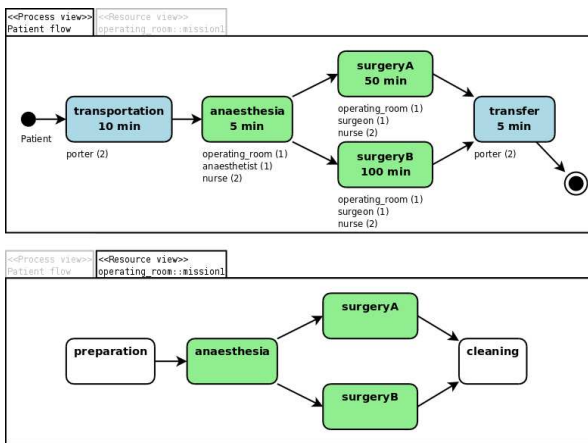 <<Process view>>
Patient flow
<<Resource view>>
operating_room::mission1
Patient
transportation
10 min
porter (2)
anaesthesia
5 min
operating_room (1)
anaesthetist (1)
nurse (2)
surgeryA
50 min
operating_room (1)
surgeon (1)
nurse (2)
surgeryB
100 min
operating_room (1)
surgeon (1)
nurse (2)
transfer
5 min
porter (2)
<<Process view>>
Patient flow
<<Resource view>>
operating_room::mission1
preparation
anaesthesia
surgeryA
surgeryB
cleaning